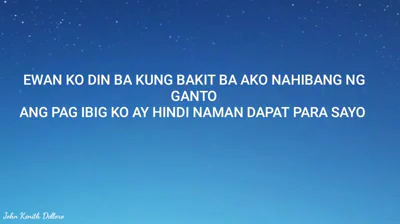 EWAN KO DIN BA KUNG BAKIT BA AKO NAHIBANG NG
GANTO
ANG PAG IBIG KO AY HINDI NAMAN DAPAT PARA SAYO
John Kenith Delloro